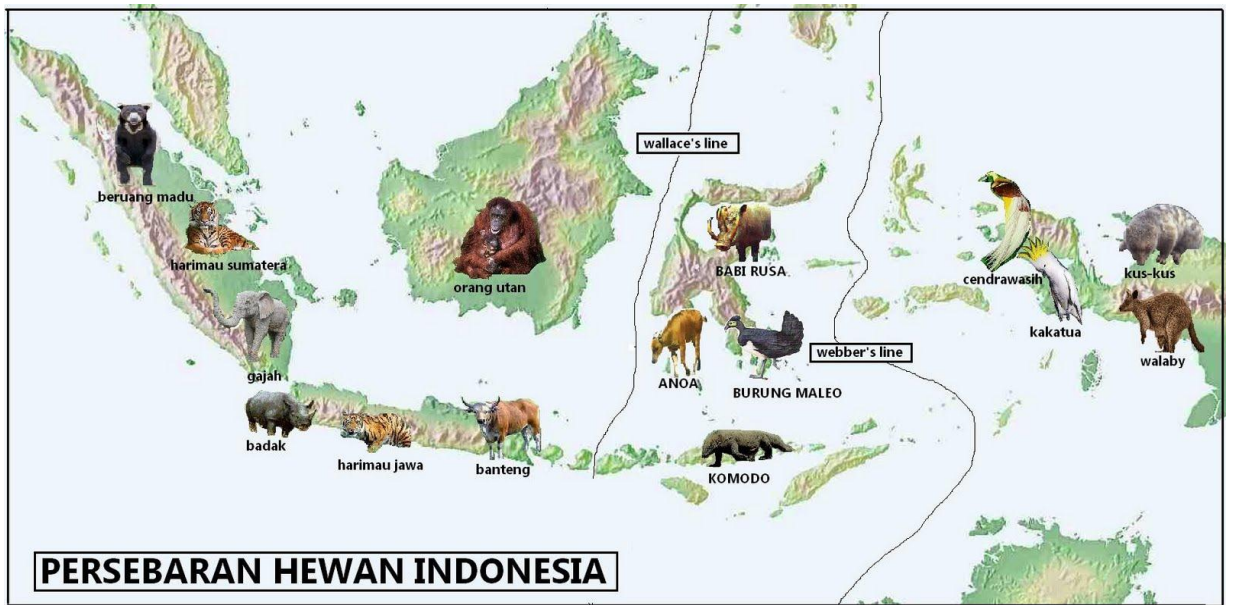 wallace's line
beruang madu
harimau sumatera
orang utan
BABI RUSA
cendrawasih
kus-kus
kakatua
walaby
webber's line
gajah
ANOA
BURUNG MALEO
badak
harimau jawa
banteng
KOMODO
PERSEBARAN HEWAN INDONESIA